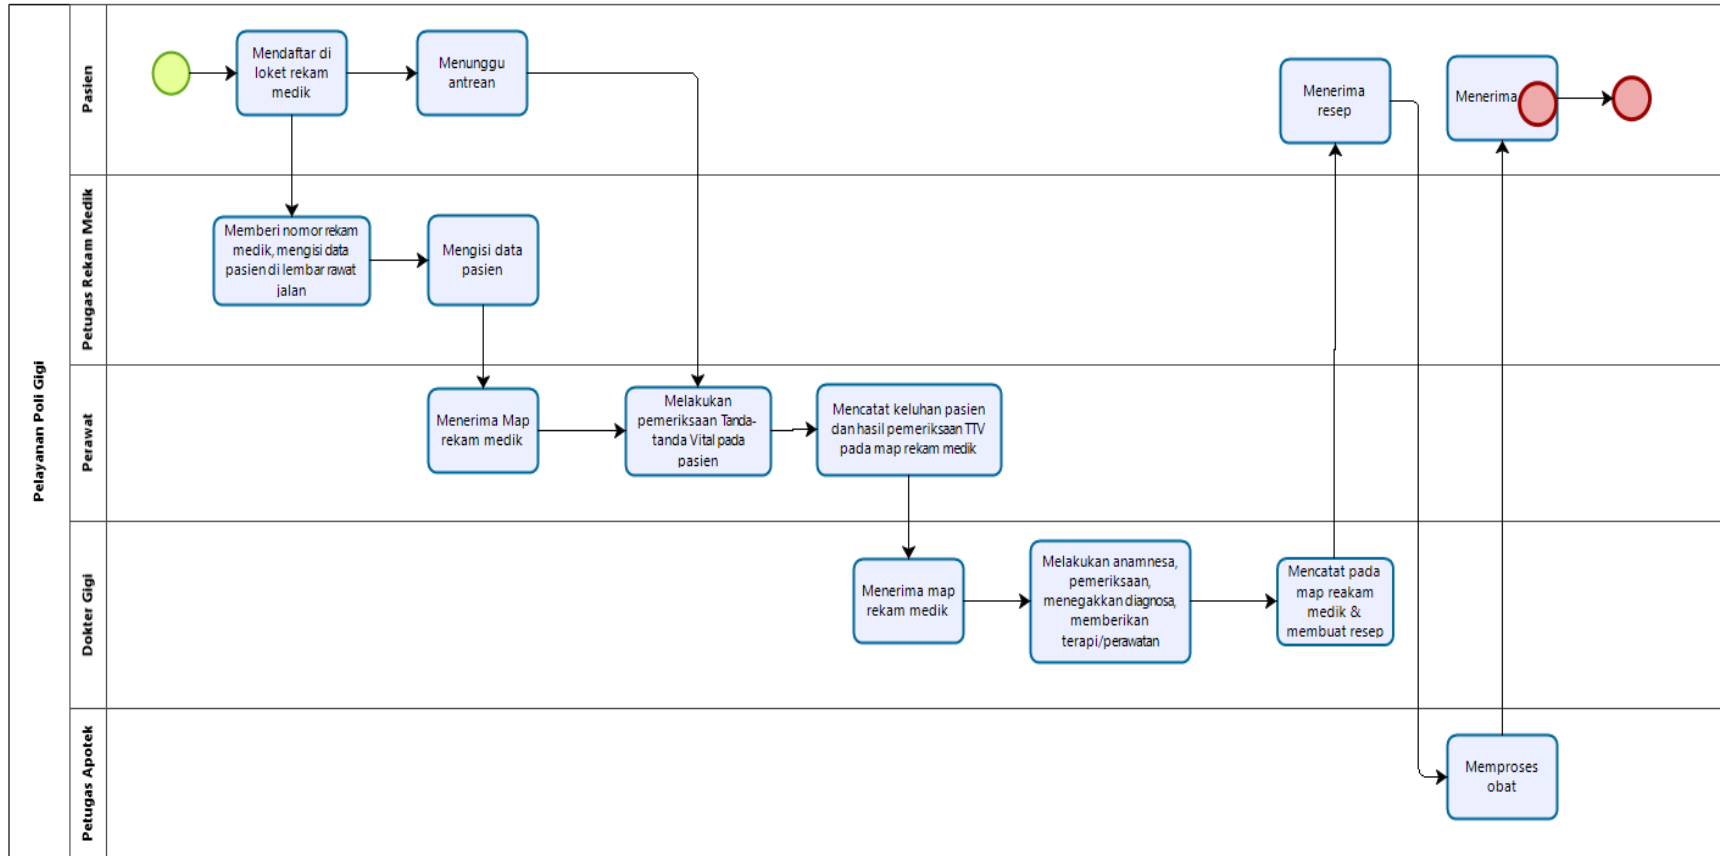 Pelayanan Poli Gigi
Pasien
Mendaftar di
loket rekam
medik
Menunggu
antrean
Menerima
resep
Menerima
Petugas Rekam Medik
Memberi nomor rekam
medik, mengisi data
pasien di lembar rawat
jalan
Mengisi data
pasien
Perawat
Menerima Map
rekam medik
Melakukan
pemeriksaan Tanda-
tanda Vital pada
pasien
Mencatat keluhan pasien
dan hasil pemeriksaan TTV
pada map rekam medik
Dokter Gigi
Menerima map
rekam medik
Melakukan anamnesa,
pemeriksaan,
menegakkan diagnosa,
memberikan
terapi/perawatan
Mencatat pada
map reakam
medik &
membuat resep
Petugas Apotek
Memproses
obat